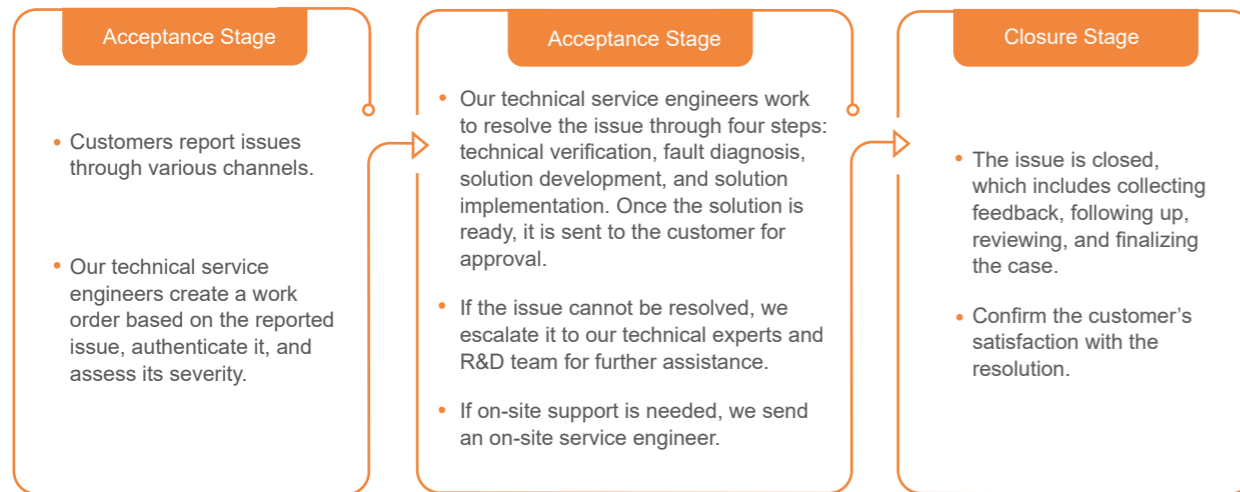 Acceptance Stage
• Customers report issues
through various channels.
• Our technical service
engineers create a work
order based on the reported
issue, authenticate it, and
assess its severity.
Acceptance Stage
• Our technical service engineers work
to resolve the issue through four steps:
technical verification, fault diagnosis,
solution development, and solution
implementation. Once the solution is
ready, it is sent to the customer for
approval.
• If the issue cannot be resolved, we
escalate it to our technical experts and
R&D team for further assistance.
• If on-site support is needed, we send
an on-site service engineer.
Closure Stage
• The issue is closed,
which includes collecting
feedback, following up,
reviewing, and finalizing
the case.
• Confirm the customer’s
satisfaction with the
resolution.